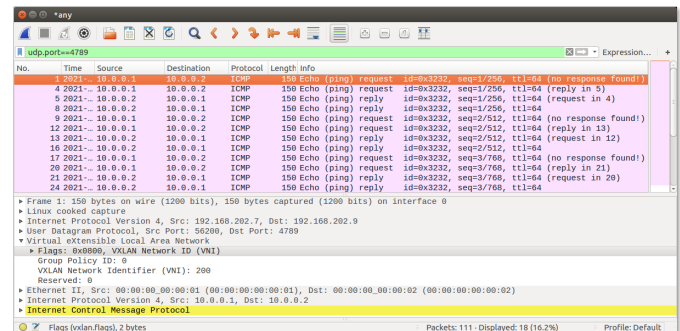 *any
udp.port==4789
Expression… +
No. Time Source Destination Protocol Length Info
1 2021-… 10.0.0.1 10.0.0.2 ICMP 150 Echo (ping) request id=0x3232, seq=1/256, ttl=64 (no response found!)
4 2021-… 10.0.0.1 10.0.0.2 ICMP 150 Echo (ping) request id=0x3232, seq=1/256, ttl=64 (reply in 5)
5 2021-… 10.0.0.2 10.0.0.1 ICMP 150 Echo (ping) reply id=0x3232, seq=1/256, ttl=64 (request in 4)
8 2021-… 10.0.0.2 10.0.0.1 ICMP 150 Echo (ping) reply id=0x3232, seq=1/256, ttl=64
9 2021-… 10.0.0.1 10.0.0.2 ICMP 150 Echo (ping) request id=0x3232, seq=2/512, ttl=64 (no response found!)
12 2021-… 10.0.0.1 10.0.0.2 ICMP 150 Echo (ping) request id=0x3232, seq=2/512, ttl=64 (reply in 13)
13 2021-… 10.0.0.2 10.0.0.1 ICMP 150 Echo (ping) reply id=0x3232, seq=2/512, ttl=64 (request in 12)
16 2021-… 10.0.0.2 10.0.0.1 ICMP 150 Echo (ping) reply id=0x3232, seq=2/512, ttl=64
17 2021-… 10.0.0.1 10.0.0.2 ICMP 150 Echo (ping) request id=0x3232, seq=3/768, ttl=64 (no response found!)
20 2021-… 10.0.0.1 10.0.0.2 ICMP 150 Echo (ping) request id=0x3232, seq=3/768, ttl=64 (reply in 21)
21 2021-… 10.0.0.2 10.0.0.1 ICMP 150 Echo (ping) reply id=0x3232, seq=3/768, ttl=64 (request in 20)
24 2021-… 10.0.0.2 10.0.0.1 ICMP 150 Echo (ping) reply id=0x3232, seq=3/768, ttl=64
Frame 1: 150 bytes on wire (1200 bits), 150 bytes captured (1200 bits) on interface 0
Linux cooked capture
Internet Protocol Version 4, Src: 192.168.202.7, Dst: 192.168.202.9
User Datagram Protocol, Src Port: 56200, Dst Port: 4789
Virtual eXtensible Local Area Network
Flags: 0x0800, VXLAN Network ID (VNI)
Group Policy ID: 0
VXLAN Network Identifier (VNI): 200
Reserved: 0
Ethernet II, Src: 00:00:00_00:00:01 (00:00:00:00:00:01), Dst: 00:00:00_00:00:02 (00:00:00:00:00:02)
Internet Protocol Version 4, Src: 10.0.0.1, Dst: 10.0.0.2
Internet Control Message Protocol
Flags (vxlan.flags), 2 bytes Packets: 111 · Displayed: 18 (16.2%) Profile: Default